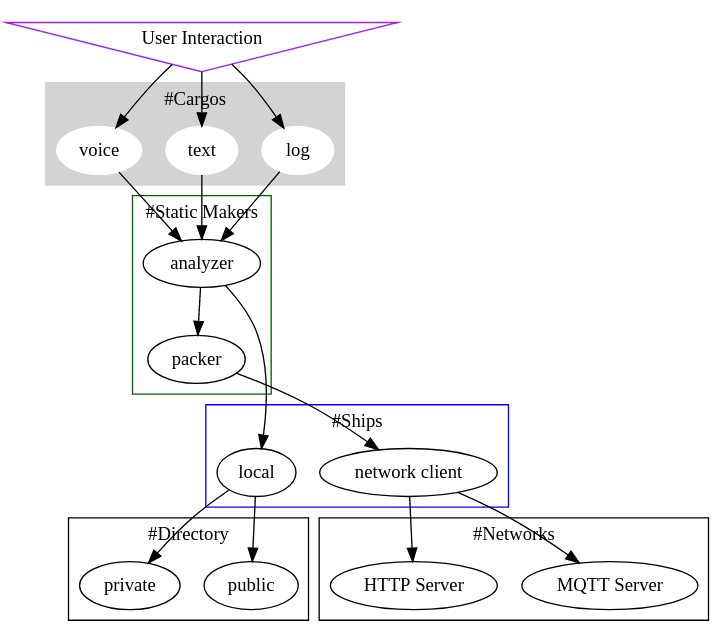 User Interaction
#Cargos
voice
text
log
#Static Makers
analyzer
packer
#Ships
local
network client
#Directory
#Networks
private
public
HTTP Server
MQTT Server